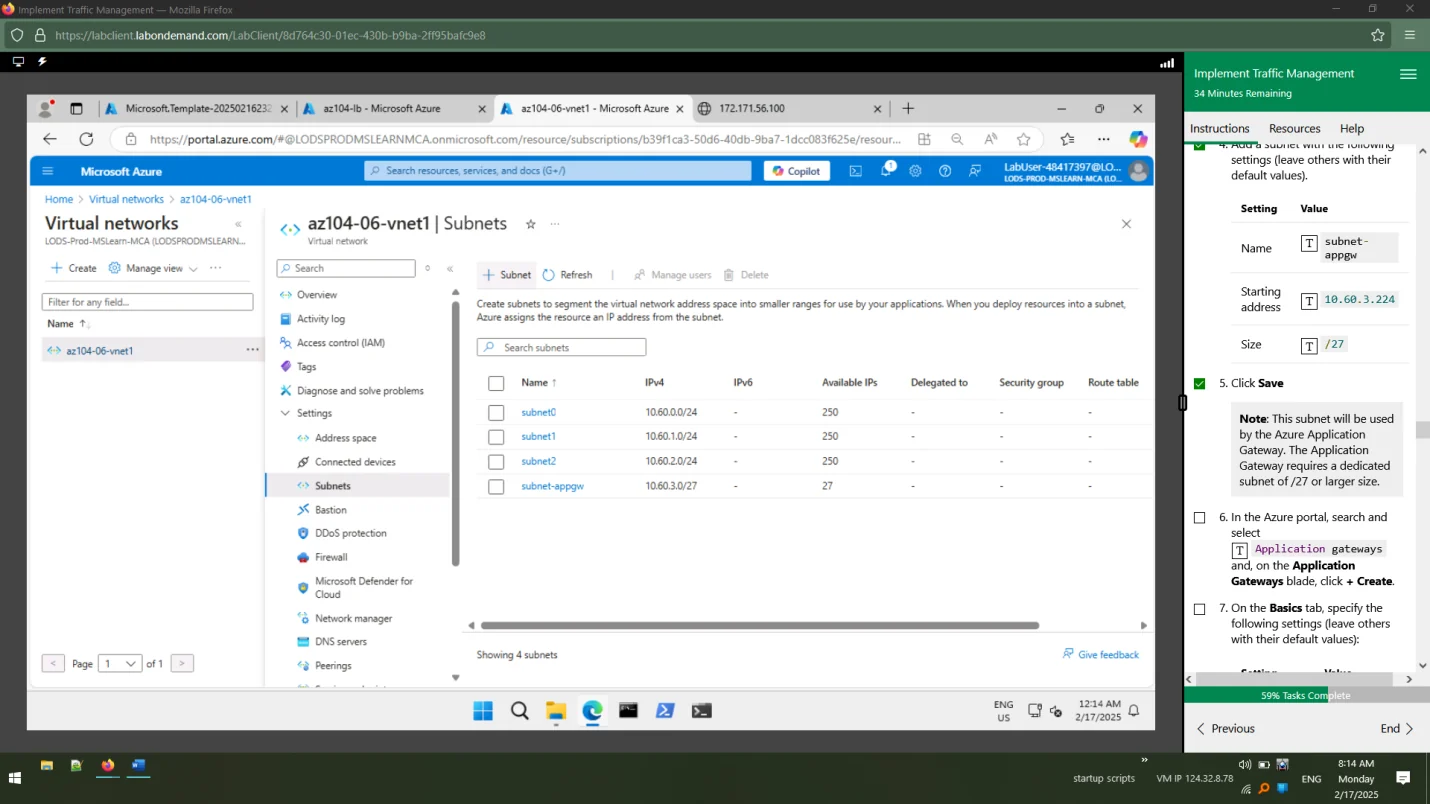 Implement Traffic Management — Mozilla Firefox
https://labclient.labondemand.com/LabClient/8d764c30-01ec-430b-b9ba-2ff95bafc9e8
Microsoft.Template-20250216232
az104-lb - Microsoft Azure
az104-06-vnet1 - Microsoft Azure
172.171.56.100
https://portal.azure.com/#@LODSPRODMSLEARNMCA.onmicrosoft.com/resource/subscriptions/b39f1ca3-50d6-40db-9ba7-1dcc083f625e/resour...
Microsoft Azure
Search resources, services, and docs (G+/)
Copilot
1
LabUser-48417397@LO...
LODS-PROD-MSLEARN-MCA (LO...
Home > Virtual networks > az104-06-vnet1
Virtual networks
LODS-Prod-MSLearn-MCA (LODSPRODMSLEARN...
Create
Manage view
Filter for any field...
Name
az104-06-vnet1
Page 1 of 1
az104-06-vnet1 | Subnets
Virtual network
Search
Overview
Activity log
Access control (IAM)
Tags
Diagnose and solve problems
Settings
Address space
Connected devices
Subnets
Bastion
DDoS protection
Firewall
Microsoft Defender for
Cloud
Network manager
DNS servers
Peerings
+ Subnet
Refresh
Manage users
Delete
Create subnets to segment the virtual network address space into smaller ranges for use by your applications. When you deploy resources into a subnet,
Azure assigns the resource an IP address from the subnet.
Search subnets
Name ↑ IPv4 IPv6 Available IPs Delegated to Security group Route table
subnet0 10.60.0.0/24 - 250 - - -
subnet1 10.60.1.0/24 - 250 - - -
subnet2 10.60.2.0/24 - 250 - - -
subnet-appgw 10.60.3.0/27 - 27 - - -
Showing 4 subnets
Give feedback
ENG
US
12:14 AM
2/17/2025
Implement Traffic Management
34 Minutes Remaining
Instructions Resources Help
4. Add a subnet with the following
settings (leave others with their
default values).
Setting Value
Name
T
subnet-
appgw
Starting
address
T
10.60.3.224
Size
T
/27
5. Click Save
Note: This subnet will be used
by the Azure Application
Gateway. The Application
Gateway requires a dedicated
subnet of /27 or larger size.
6. In the Azure portal, search and
select
T Application gateways
and, on the Application
Gateways blade, click + Create.
7. On the Basics tab, specify the
following settings (leave others
with their default values):
Setting Value
59% Tasks Complete
Previous
End
startup scripts
VM IP 124.32.8.78
ENG
8:14 AM
Monday
2/17/2025